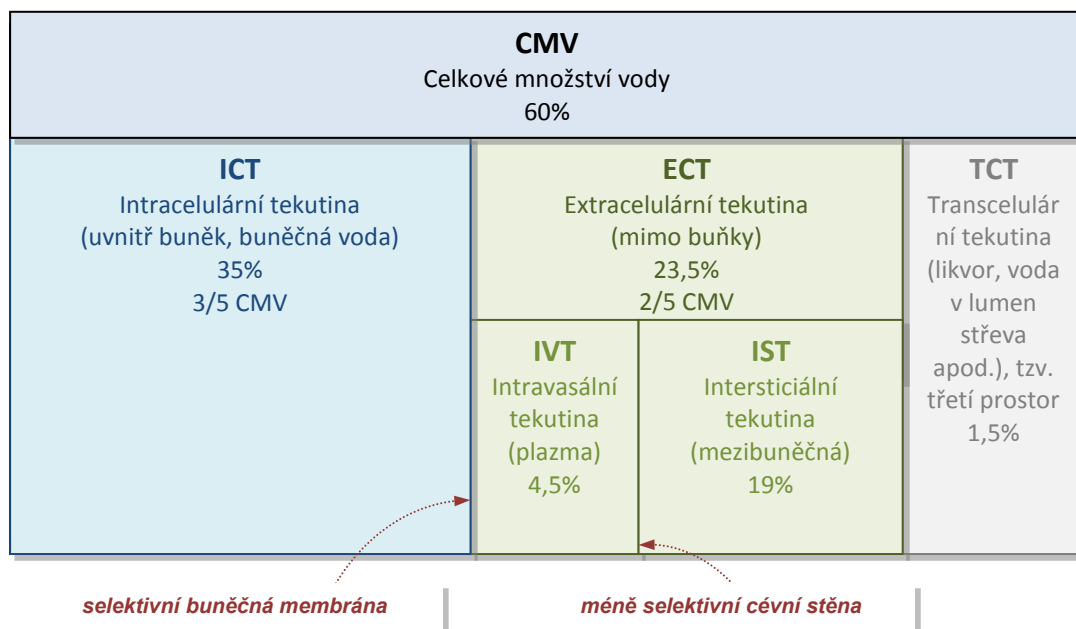 CMV
Celkové množství vody
60%
ICT
Intracelulární tekutina
(uvnitř buněk, buněčná voda)
35%
3/5 CMV
ECT
Extracelulární tekutina
(mimo buňky)
23,5%
2/5 CMV
IVT
Intravasální
tekutina
(plazma)
4,5%
IST
Intersticiální
tekutina
(mezibuněčná)
19%
TCT
Transcelulár
ní tekutina
(likvor, voda
v lumen
střeva
apod.), tzv.
třetí prostor
1,5%
selektivní buněčná membrána
méně selektivní cévní stěna